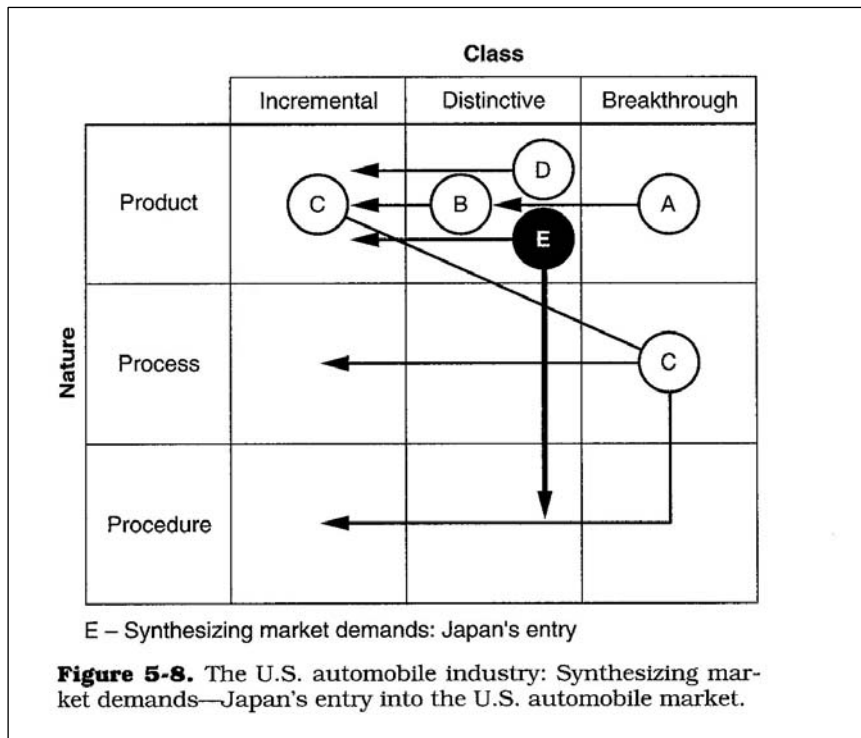 Class
Incremental Distinctive Breakthrough
D
Product C B A
E
Nature
Process C
Procedure
E – Synthesizing market demands: Japan's entry
Figure 5-8. The U.S. automobile industry: Synthesizing mar-
ket demands—Japan's entry into the U.S. automobile market.